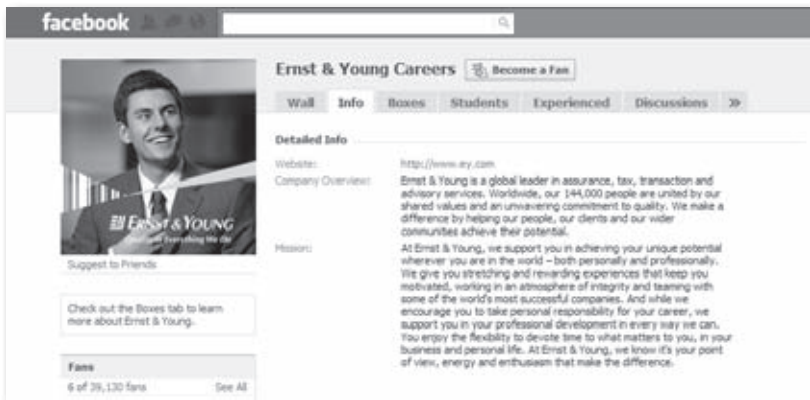 facebook
Ernst & Young Careers Become a Fan
Wall Info Boxes Students Experienced Discussions »
Detailed Info
Website: http://www.ey.com
Company Overview: Ernst & Young is a global leader in assurance, tax, transaction and
advisory services. Worldwide, our 144,000 people are united by our
shared values and an unwavering commitment to quality. We make a
difference by helping our people, our clients and our wider
communities achieve their potential.
Mission: At Ernst & Young, we support you in achieving your unique potential
wherever you are in the world – both personally and professionally.
We give you stretching and rewarding experiences that keep you
motivated, working in an atmosphere of integrity and teaming with
some of the world's most successful companies. And while we
encourage you to take personal responsibility for your career, we
support you in your professional development in every way we can.
You enjoy the flexibility to devote time to what matters to you, in your
business and personal life. At Ernst & Young, we know it's your point
of view, energy and enthusiasm that make the difference.
ERNST & YOUNG
Everything We Do
Suggest to Friends
Check out the Boxes tab to learn
more about Ernst & Young.
Fans
6 of 39,130 fans See All